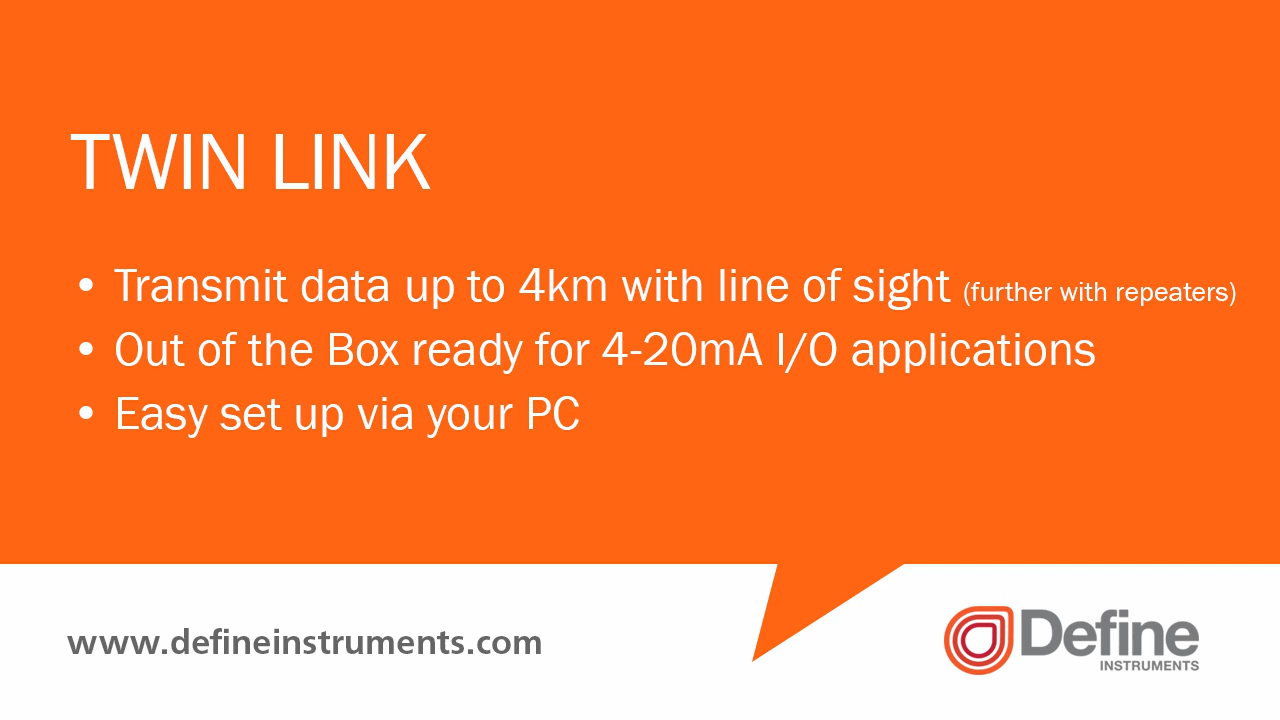 TWIN LINK
• Transmit data up to 4km with line of sight (further with repeaters)
• Out of the Box ready for 4-20mA I/O applications
• Easy set up via your PC
www.defineinstruments.com
Define
INSTRUMENTS